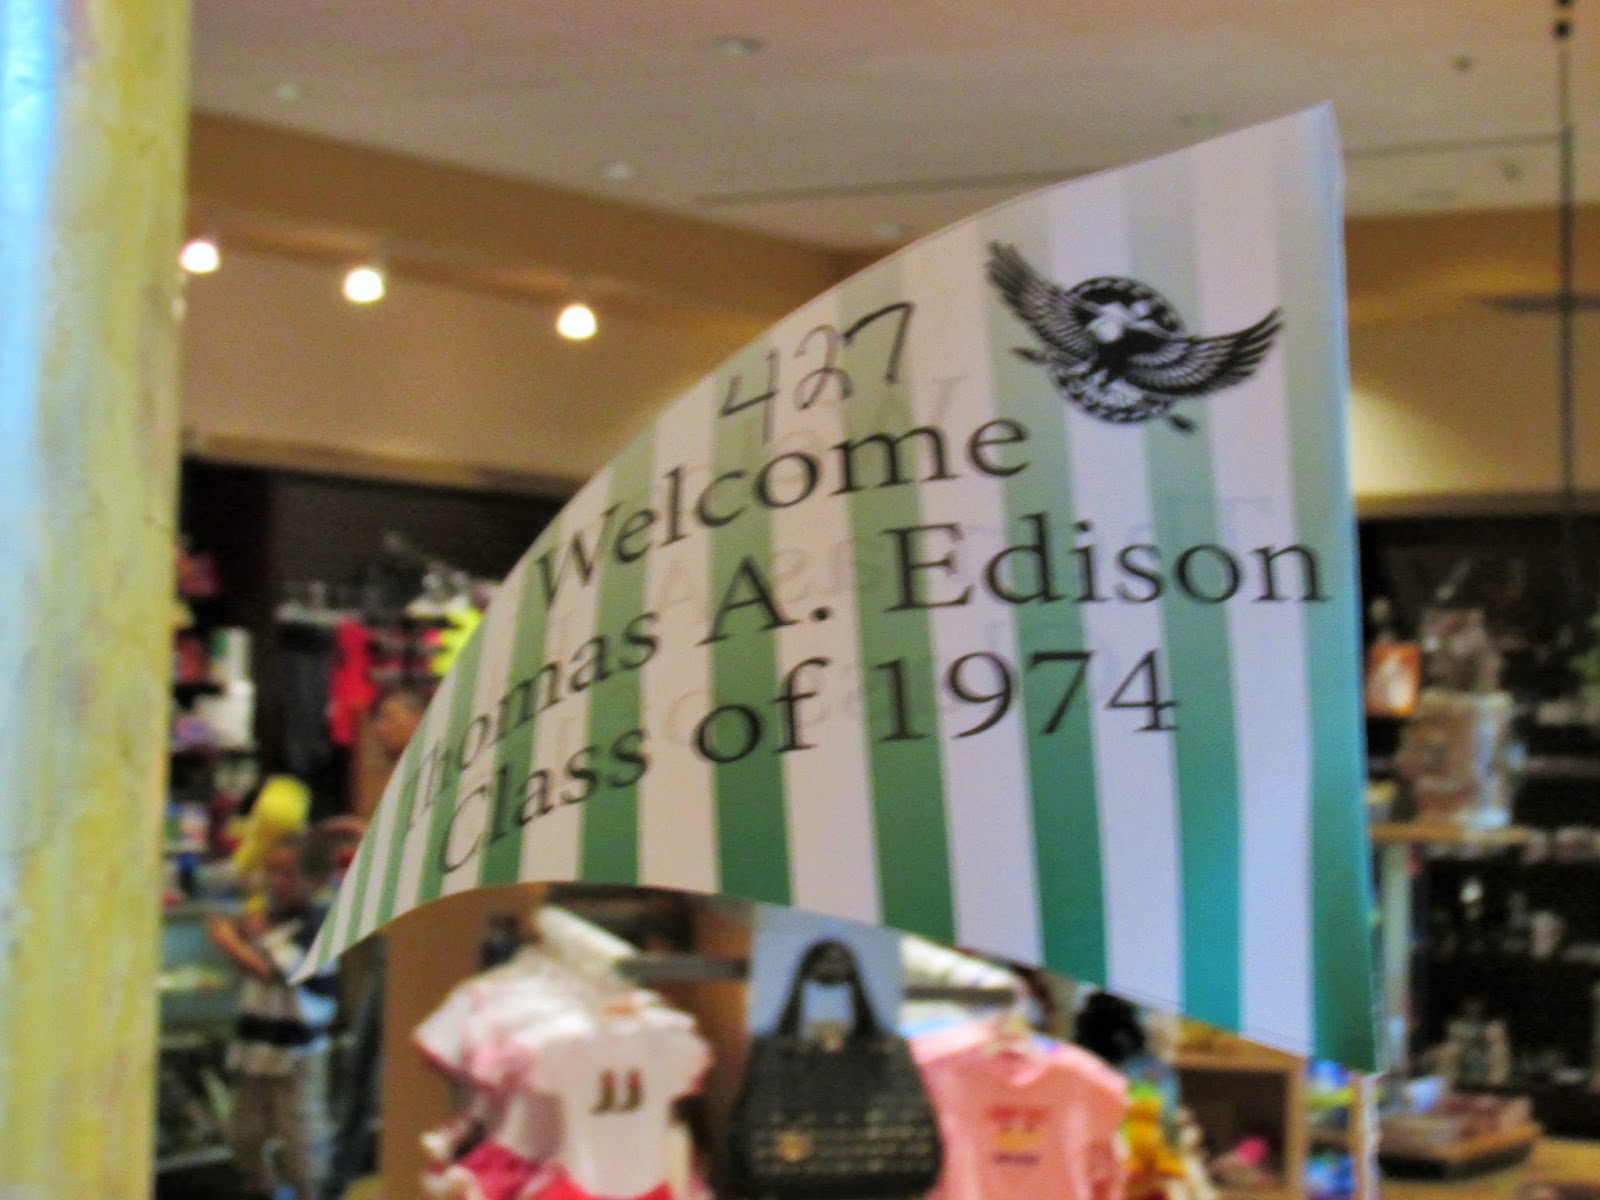 427
Welcome
Thomas A. Edison
Class of 1974